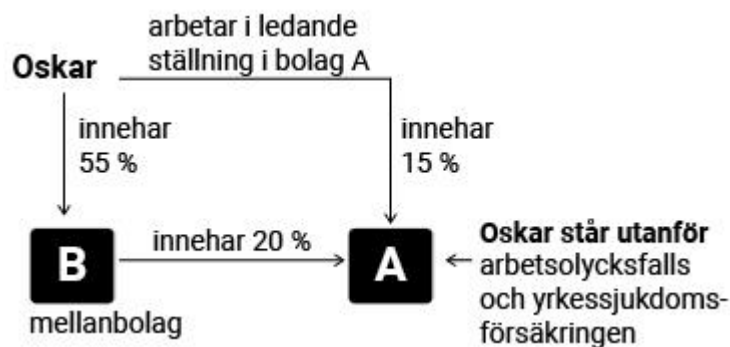 arbetar i ledande
ställning i bolag A
Oskar
innehar
55 %
innehar
15 %
B
innehar 20 %
A
Oskar står utanför
arbetsolycksfalls
och yrkessjukdoms-
försäkringen
mellanbolag